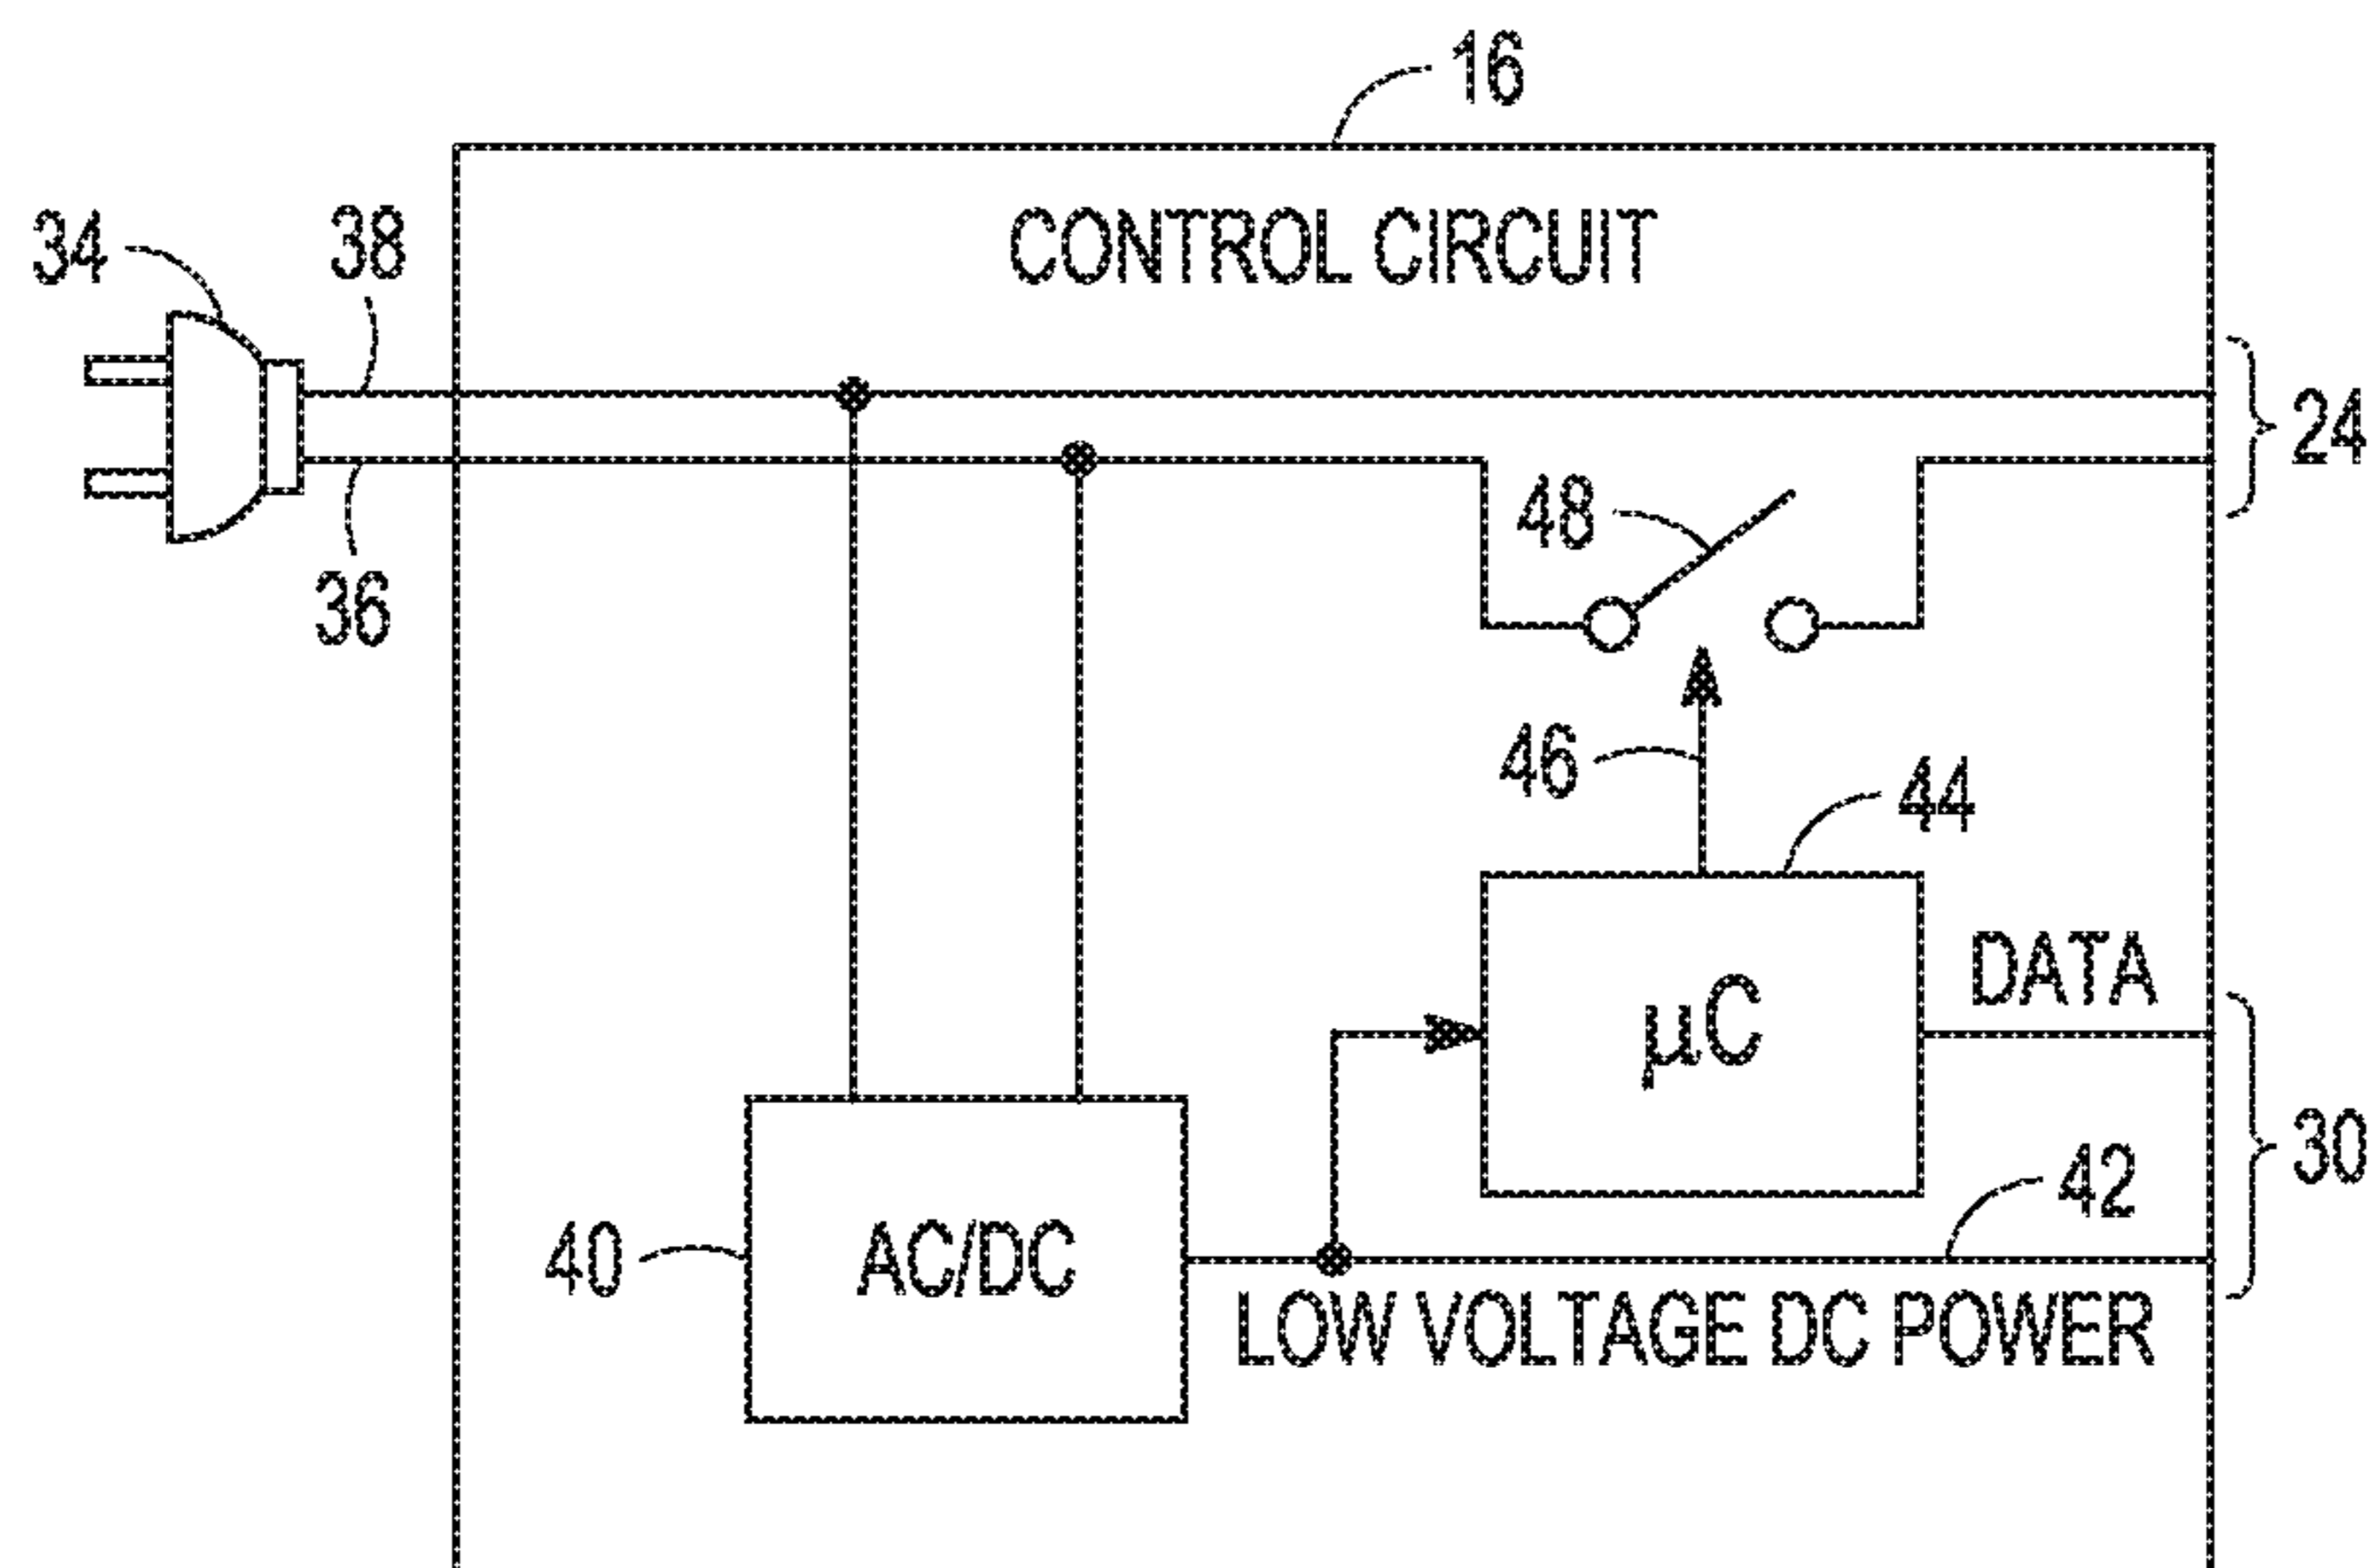 16
CONTROL CIRCUIT
34
38
24
36
48
46
44
µC
DATA
30
42
40
AC/DC
LOW VOLTAGE DC POWER